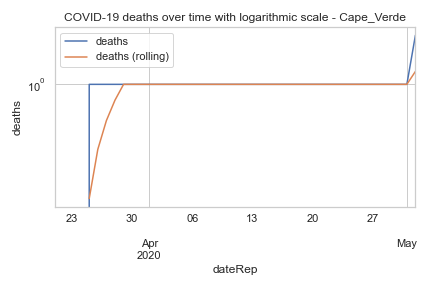 COVID-19 deaths over time with logarithmic scale - Cape_Verde
deaths
deaths (rolling)
10^0
deaths
23 30 06 13 20 27
Apr May
2020
dateRep